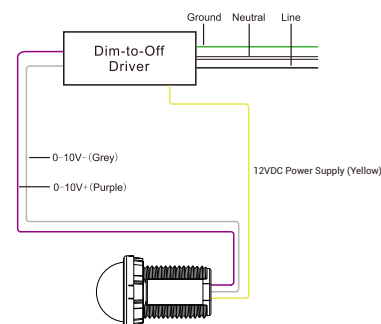 Ground Neutral Line
Dim-to-Off
Driver
0-10V-(Grey)
12VDC Power Supply (Yellow)
0-10V+(Purple)